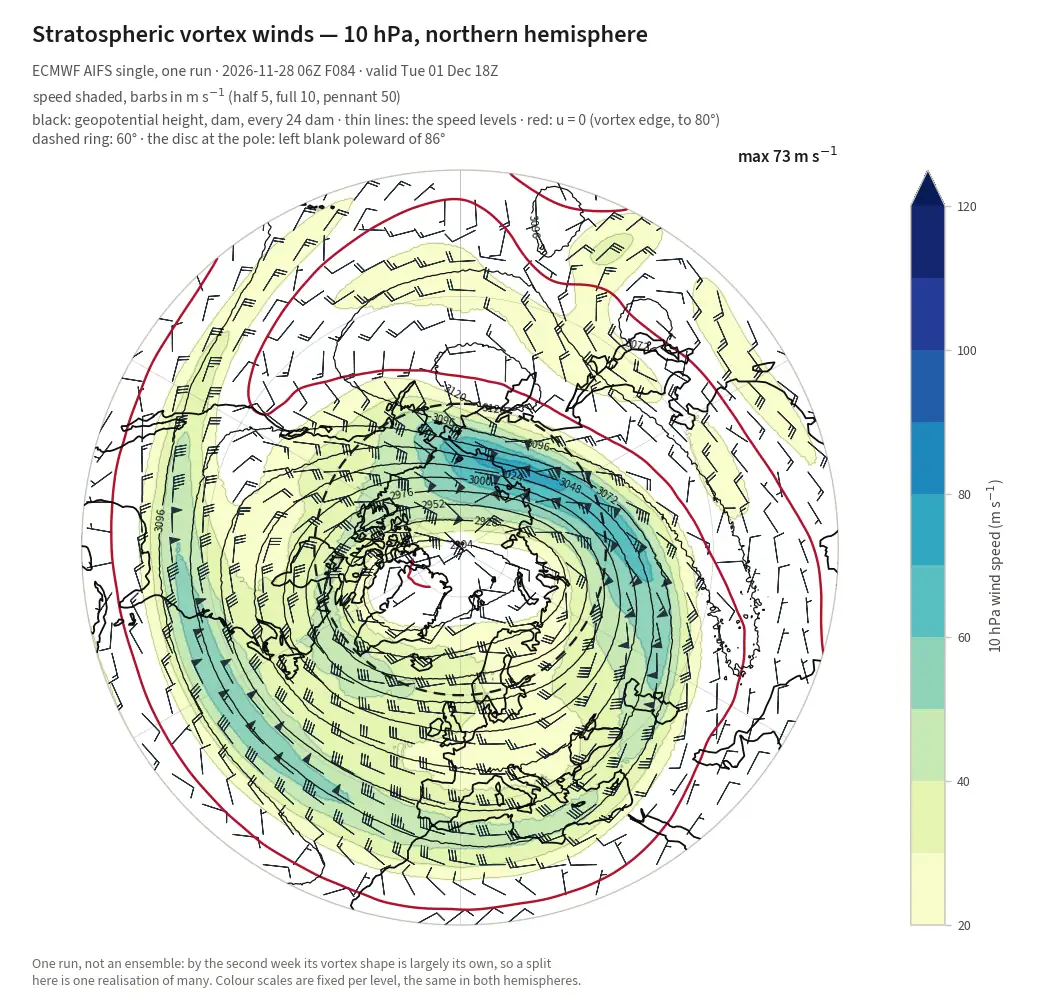 Stratospheric vortex winds — 10 hPa, northern hemisphere
ECMWF AIFS single, one run · 2026-11-28 06Z F084 · valid Tue 01 Dec 18Z
speed shaded, barbs in m s⁻¹ (half 5, full 10, pennant 50)
black: geopotential height, dam, every 24 dam · thin lines: the speed levels · red: u = 0 (vortex edge, to 80°)
dashed ring: 60° · the disc at the pole: left blank poleward of 86°
max 73 m s⁻¹
120
100
80
60
40
20
10 hPa wind speed (m s⁻¹)
3120
3096
3000
3048
3072
2976
2952
3096
One run, not an ensemble: by the second week its vortex shape is largely its own, so a split
here is one realisation of many. Colour scales are fixed per level, the same in both hemispheres.